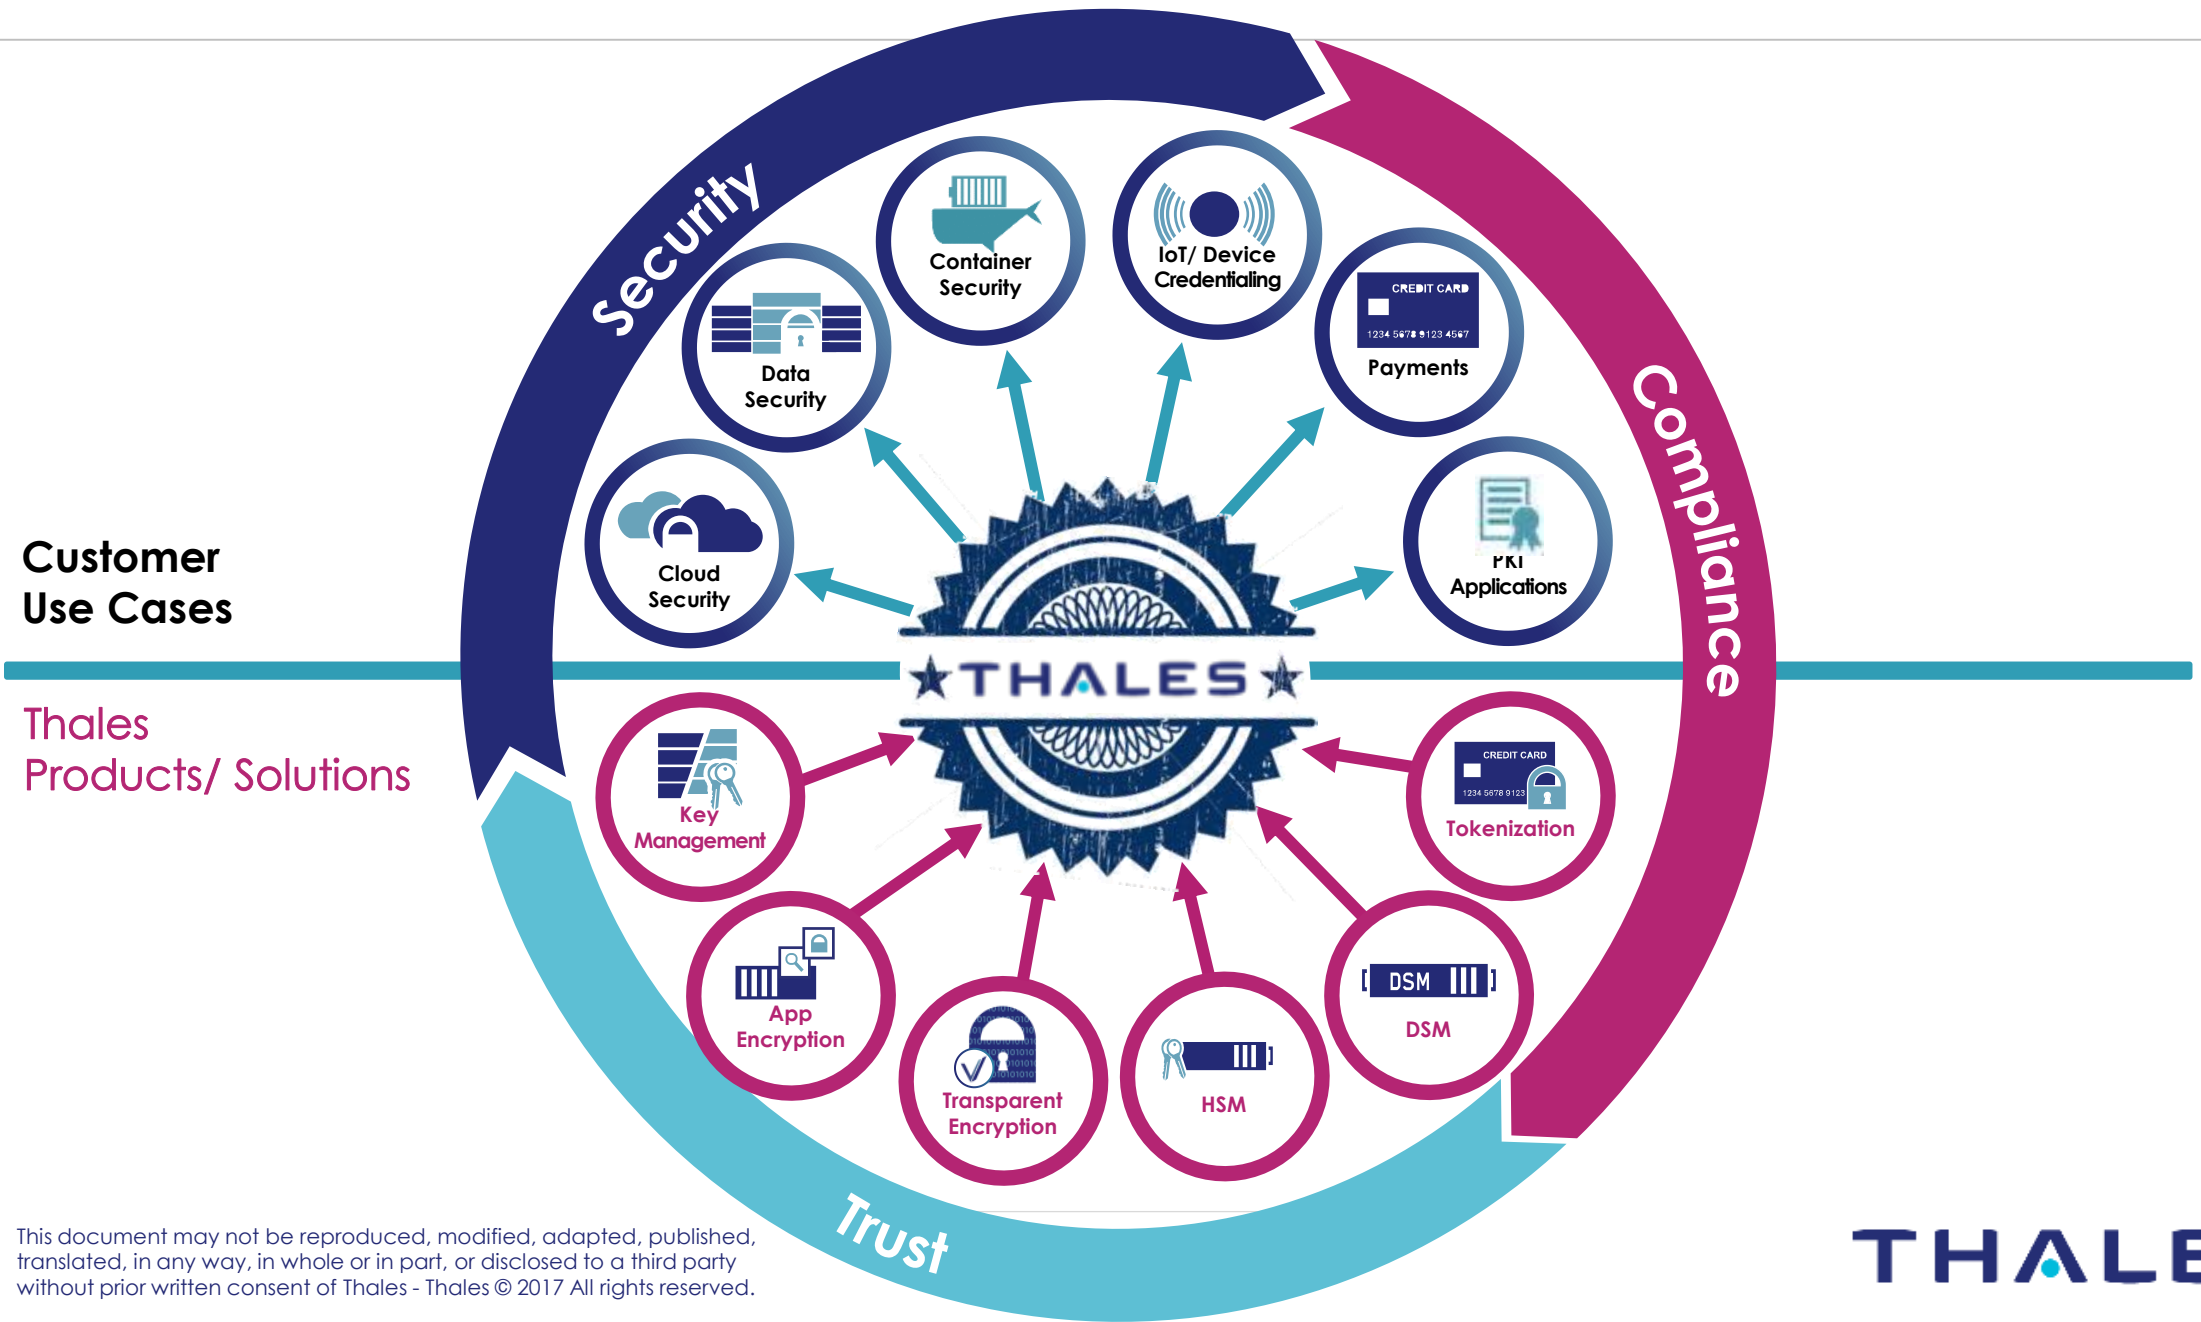 Security
Compliance
Trust
Container
Security
IoT/ Device
Credentialing
Data
Security
CREDIT CARD
1234 5678 9123 4567
Payments
Cloud
Security
PKI
Applications
Customer
Use Cases
THALES
Thales
Products/ Solutions
Key
Management
CREDIT CARD
1234 5678 9123
Tokenization
App
Encryption
DSM
DSM
Transparent
Encryption
HSM
This document may not be reproduced, modified, adapted, published,
translated, in any way, in whole or in part, or disclosed to a third party
without prior written consent of Thales - Thales © 2017 All rights reserved.
THALE